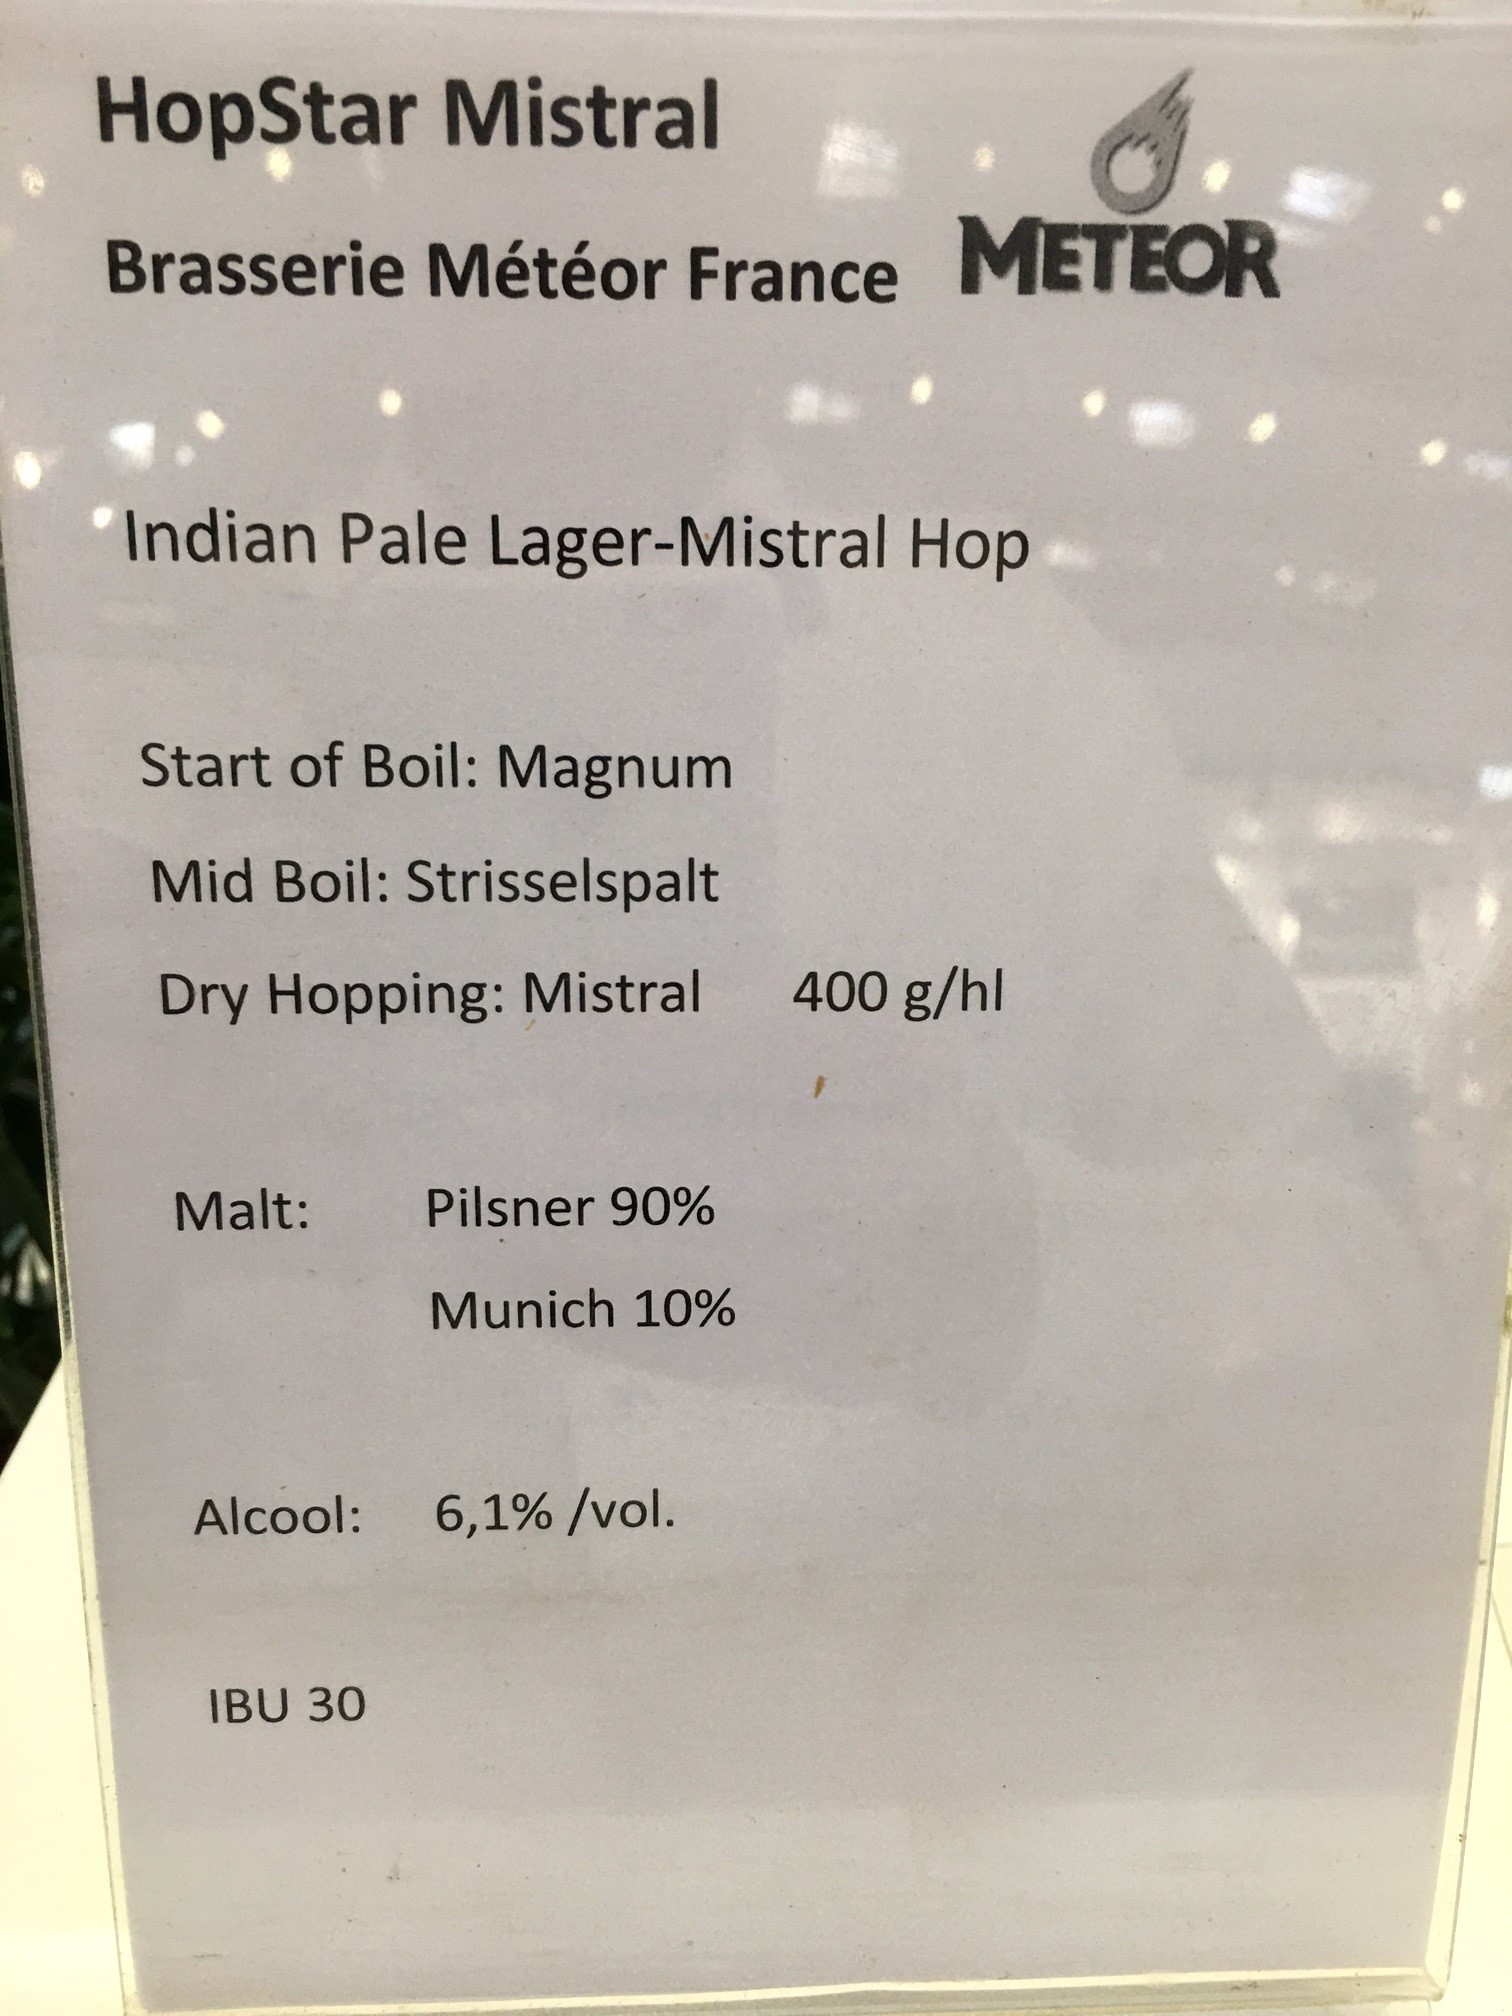 HopStar Mistral
Brasserie Météor France
METEOR
Indian Pale Lager-Mistral Hop
Start of Boil: Magnum
Mid Boil: Strisselspalt
Dry Hopping: Mistral 400 g/hl
Malt: Pilsner 90%
Munich 10%
Alcool: 6,1% /vol.
IBU 30